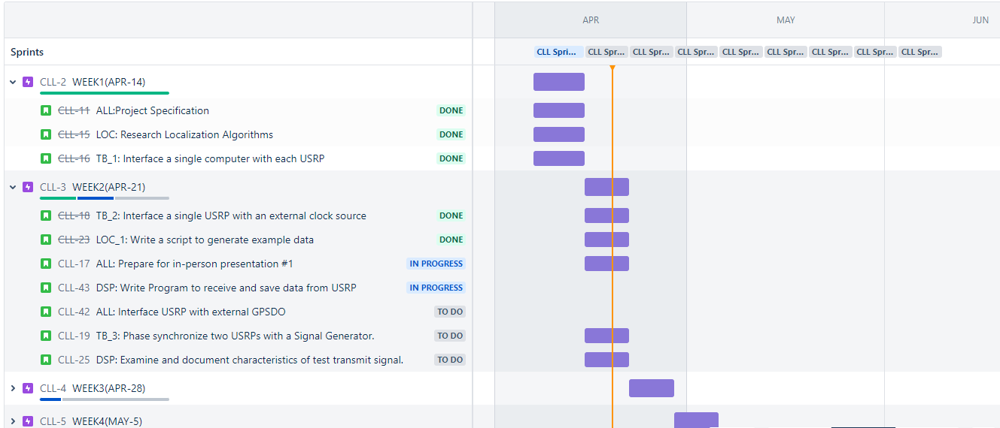 APR MAY JUN
Sprints CLL Spri... CLL Spr... CLL Spr... CLL Spr... CLL Spr... CLL Spr... CLL Spr... CLL Spr... CLL Spr...
CLL-2 WEEK1(APR-14)
CLL-11 ALL:Project Specification DONE
CLL-15 LOC: Research Localization Algorithms DONE
CLL-16 TB_1: Interface a single computer with each USRP DONE
CLL-3 WEEK2(APR-21)
CLL-18 TB_2: Interface a single USRP with an external clock source DONE
CLL-23 LOC_1: Write a script to generate example data DONE
CLL-17 ALL: Prepare for in-person presentation #1 IN PROGRESS
CLL-43 DSP: Write Program to receive and save data from USRP IN PROGRESS
CLL-42 ALL: Interface USRP with external GPSDO TO DO
CLL-19 TB_3: Phase synchronize two USRPs with a Signal Generator. TO DO
CLL-25 DSP: Examine and document characteristics of test transmit signal. TO DO
CLL-4 WEEK3(APR-28)
CLL-5 WEEK4(MAY-5)